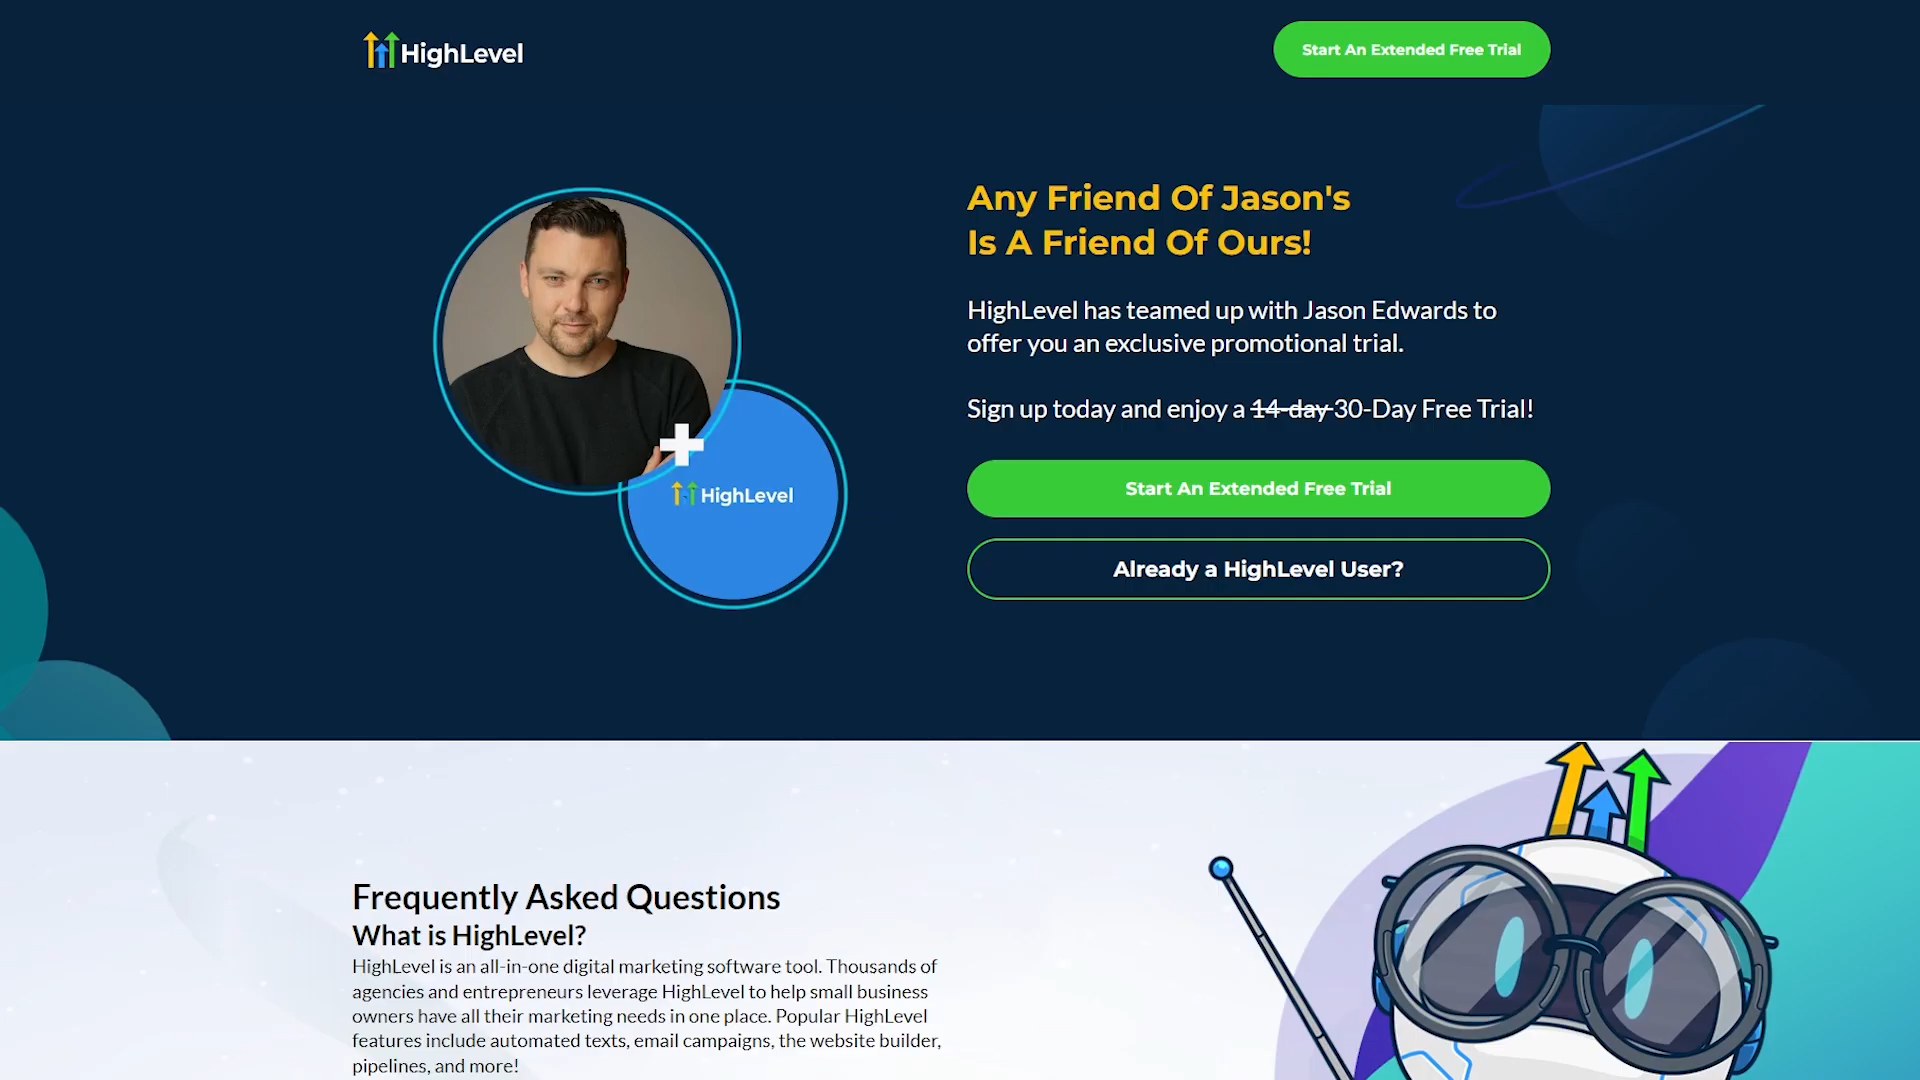 HighLevel
Start An Extended Free Trial
Any Friend Of Jason's
Is A Friend Of Ours!
HighLevel has teamed up with Jason Edwards to
offer you an exclusive promotional trial.
Sign up today and enjoy a 14-day 30-Day Free Trial!
Start An Extended Free Trial
Already a HighLevel User?
HighLevel
Frequently Asked Questions
What is HighLevel?
HighLevel is an all-in-one digital marketing software tool. Thousands of
agencies and entrepreneurs leverage HighLevel to help small business
owners have all their marketing needs in one place. Popular HighLevel
features include automated texts, email campaigns, the website builder,
pipelines, and more!